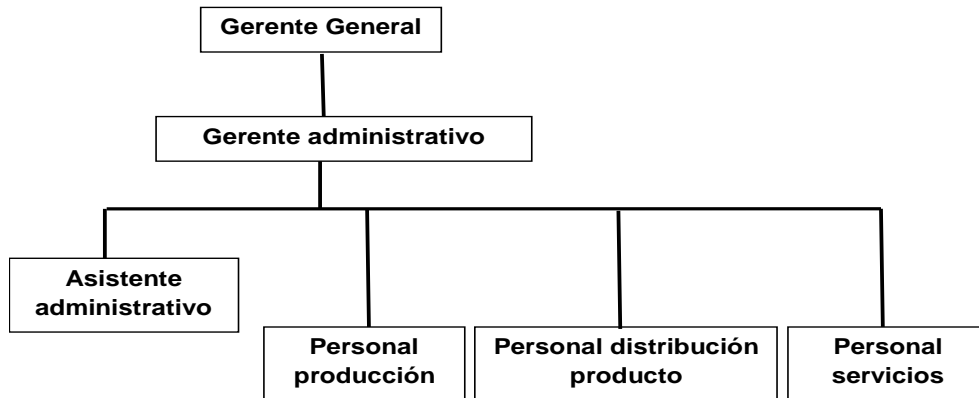 Gerente General
Gerente administrativo
Asistente
administrativo
Personal
producción
Personal distribución
producto
Personal
servicios